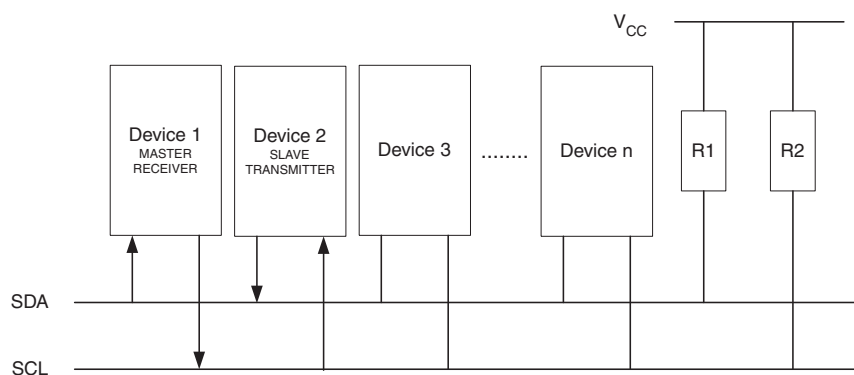 V_CC
Device 1
MASTER
RECEIVER
Device 2
SLAVE
TRANSMITTER
Device 3
........
Device n
R1
R2
SDA
SCL